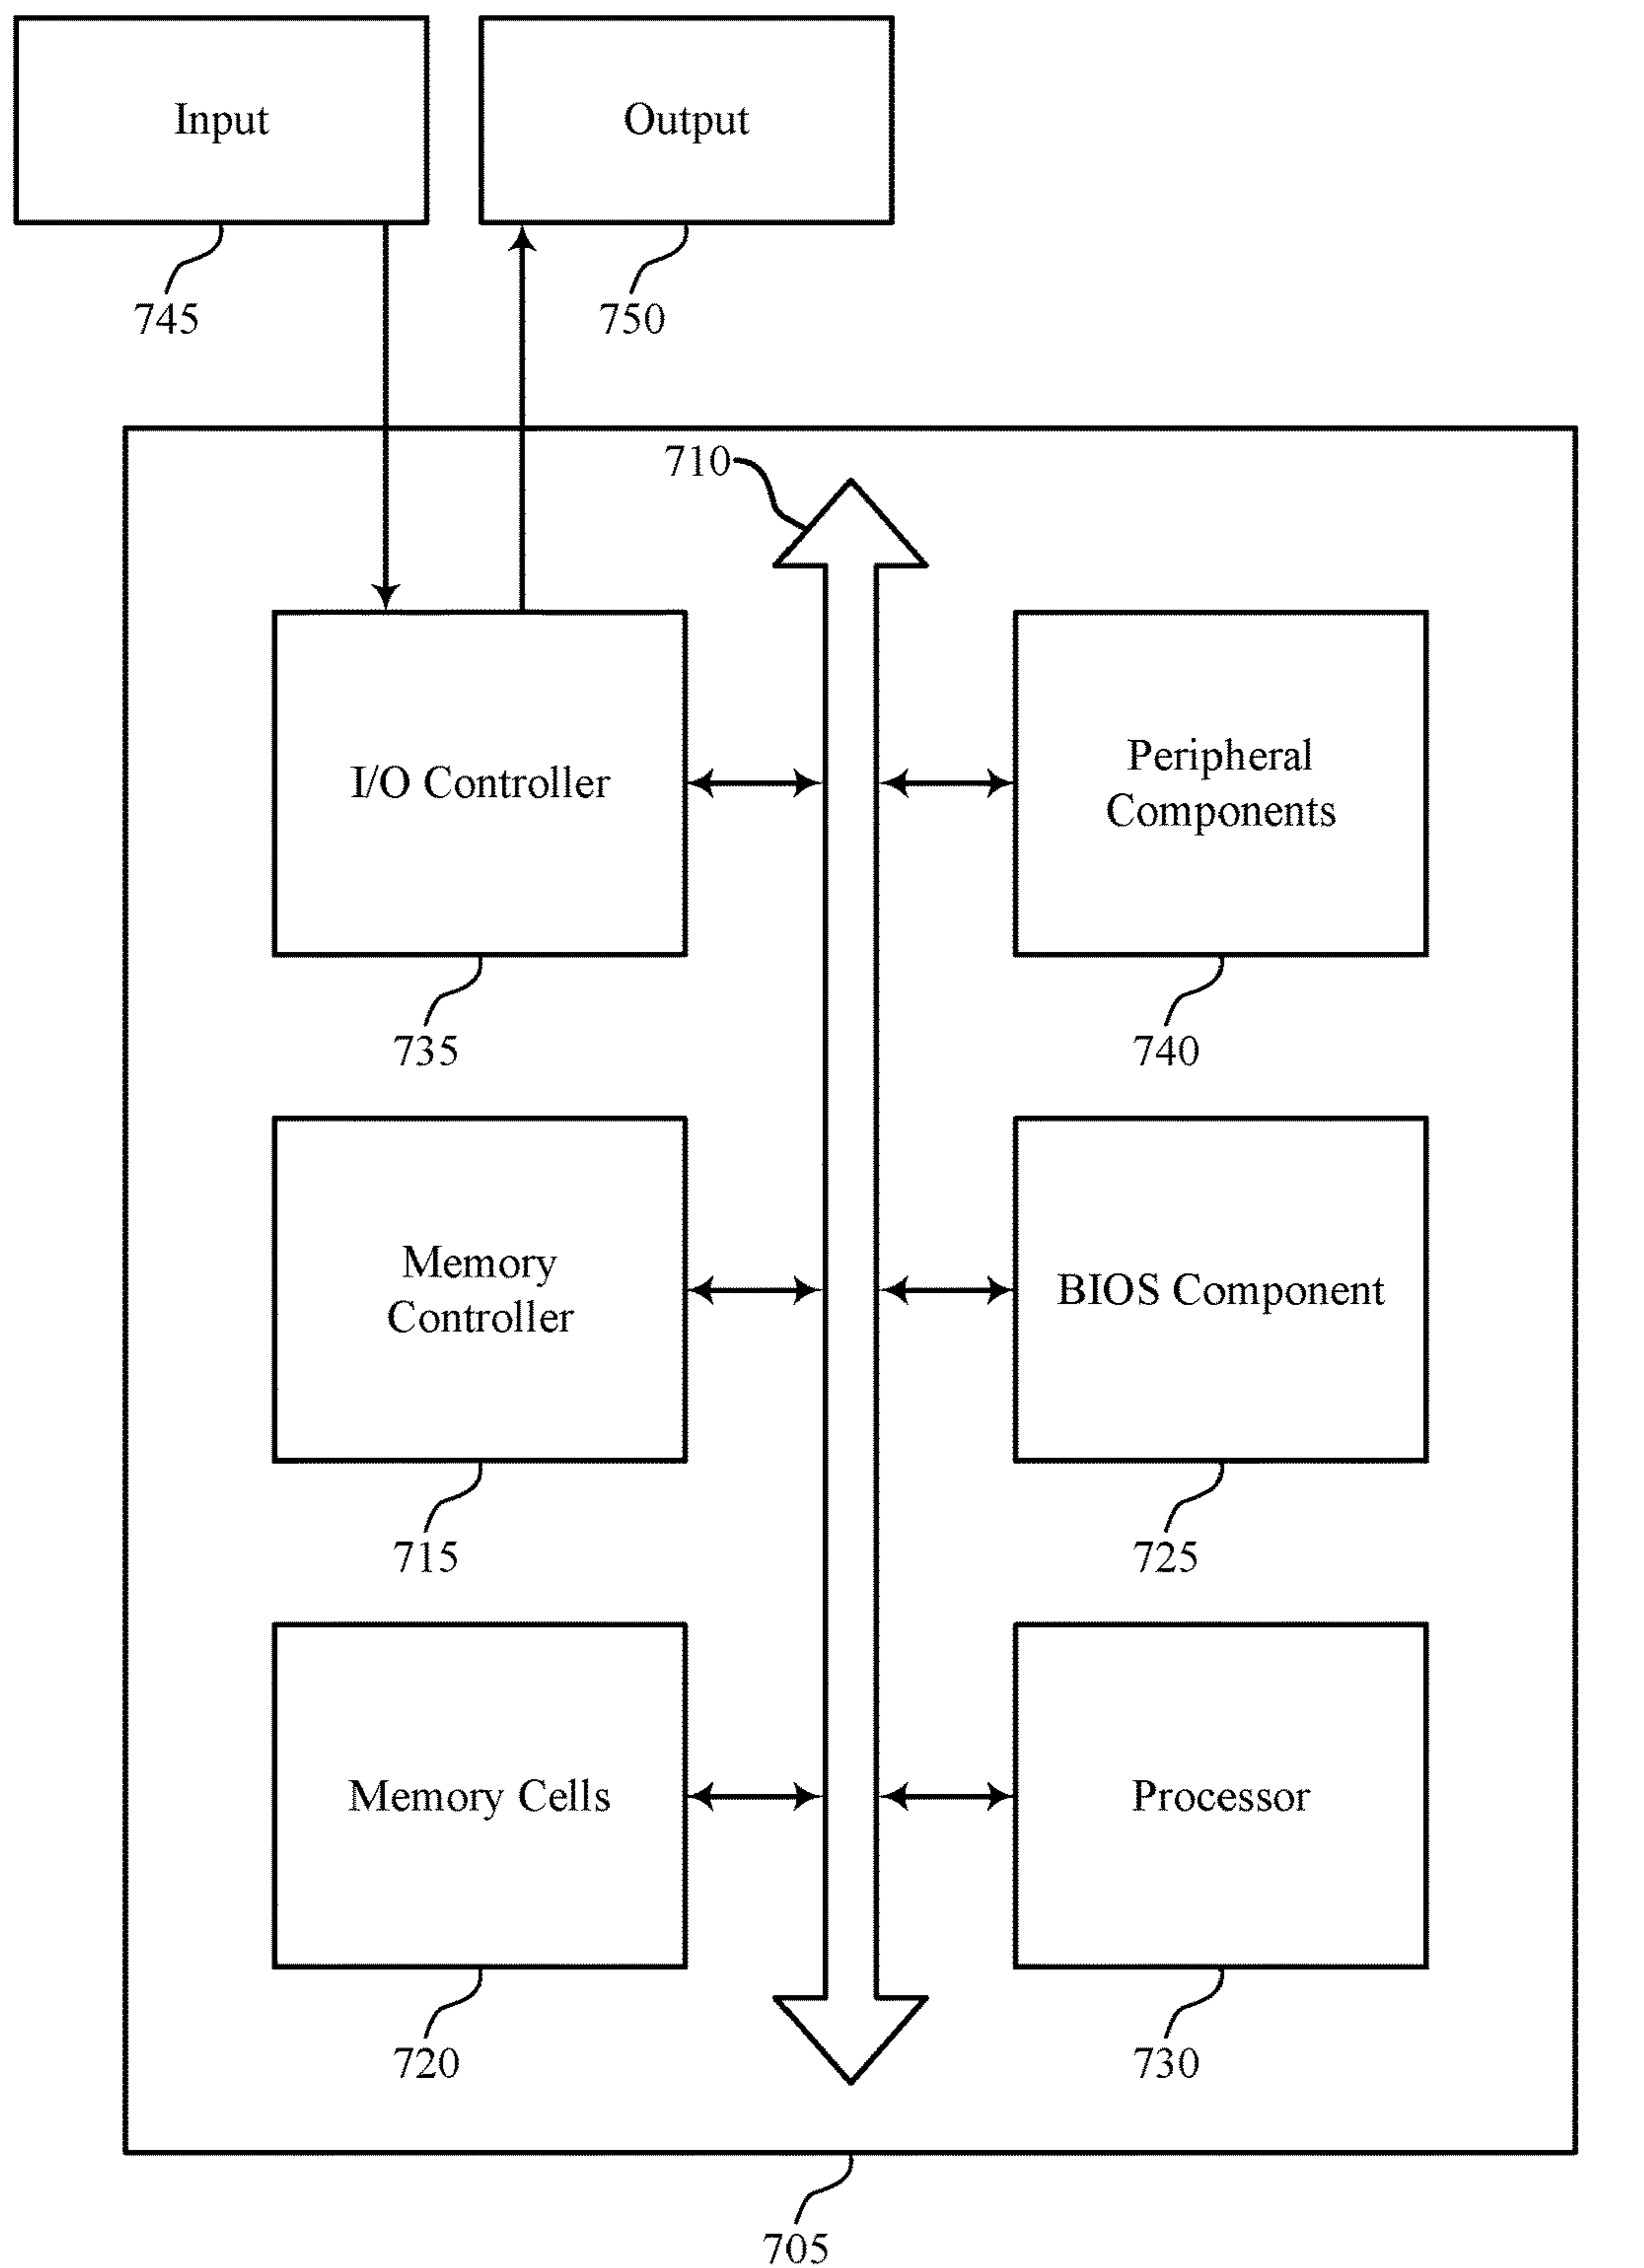 Input
Output
745
750
710
I/O Controller
Peripheral
Components
735
740
Memory
Controller
BIOS Component
715
725
Memory Cells
Processor
720
730
705